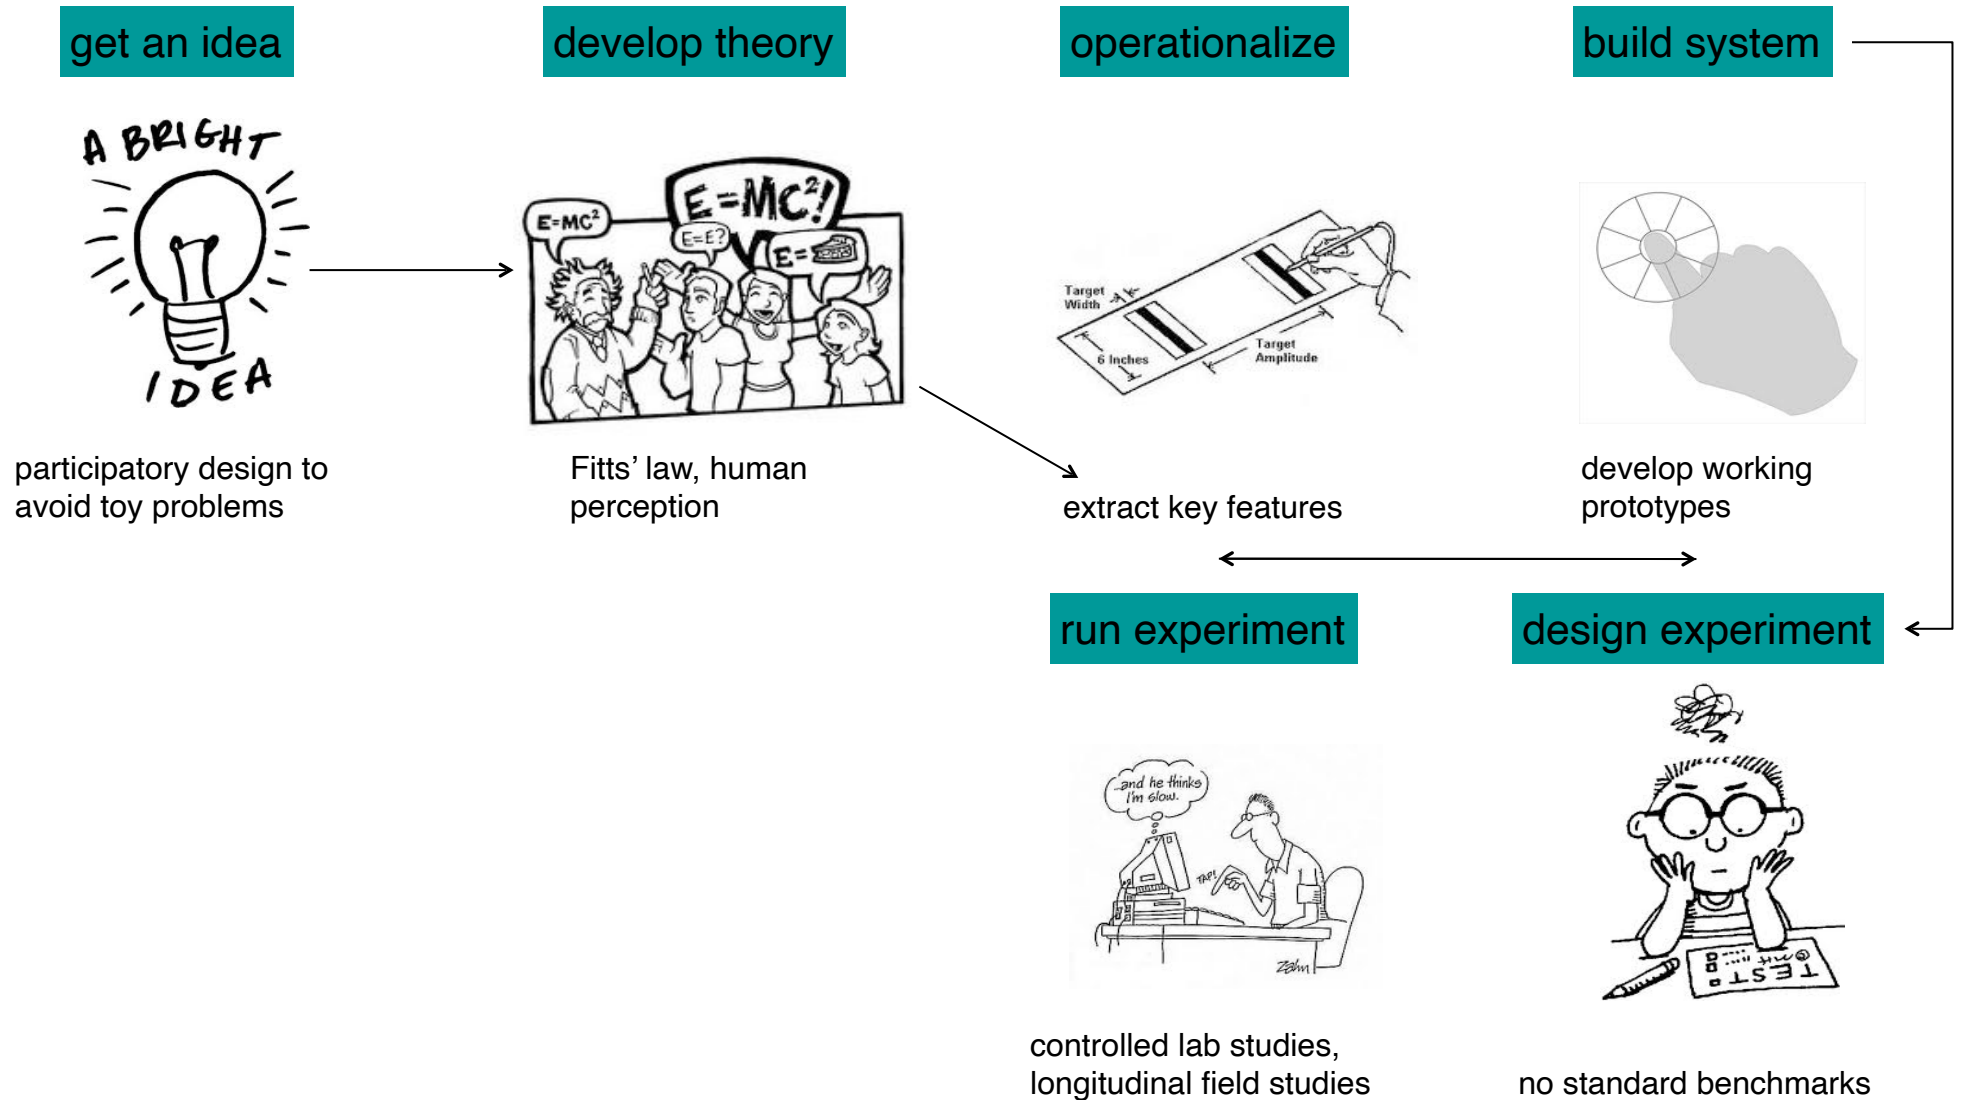 get an idea
develop theory
operationalize
build system
A BRIGHT
IDEA
E=MC²
E=MC²!
E=E?
E=
Target
Width
6 Inches
Target
Amplitude
participatory design to
avoid toy problems
Fitts’ law, human
perception
extract key features
develop working
prototypes
run experiment
design experiment
...and he thinks
I'm slow.
TAP!
Zahn
TEST
controlled lab studies,
longitudinal field studies
no standard benchmarks